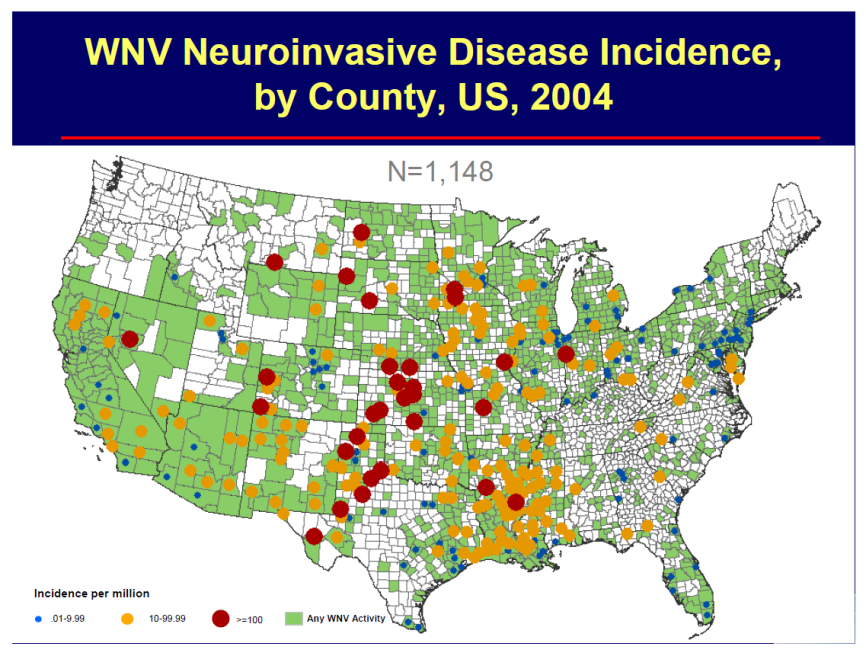 WNV Neuroinvasive Disease Incidence,
by County, US, 2004
N=1,148
Incidence per million
.01-9.99
10-99.99
>=100
Any WNV Activity